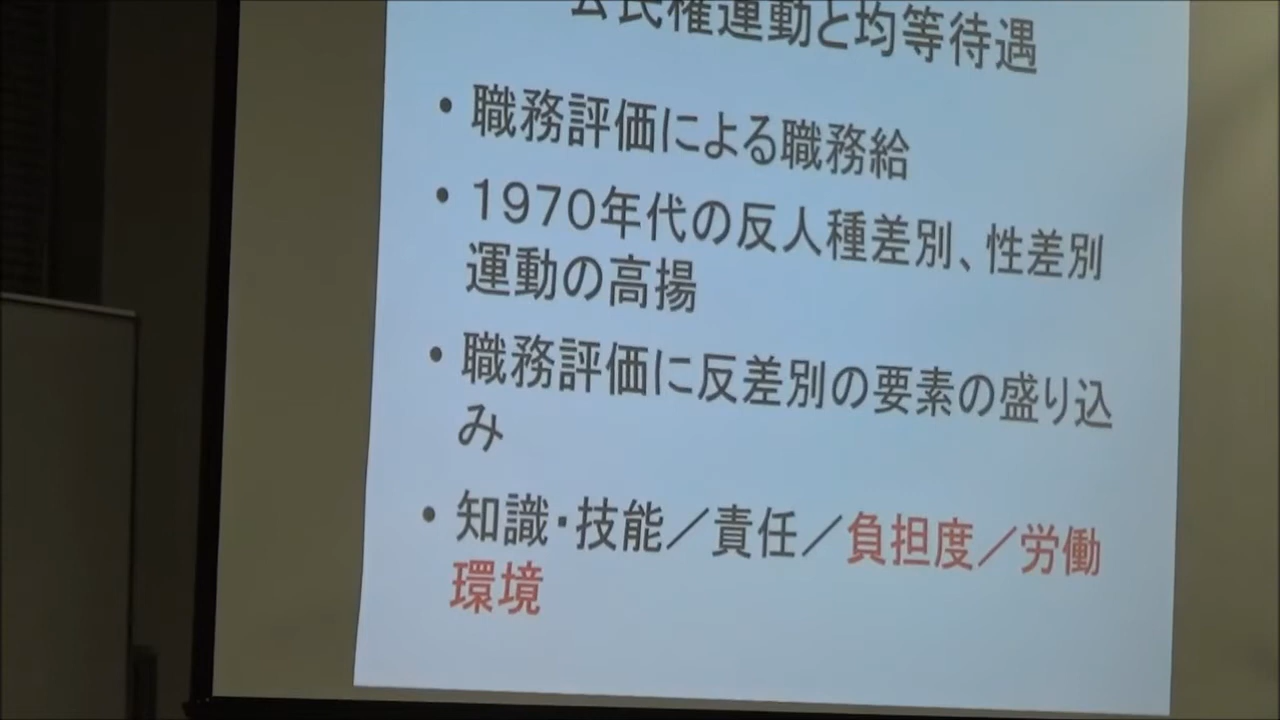 公民権運動と均等待遇
・職務評価による職務給
・1970年代の反人種差別、性差別
運動の高揚
・職務評価に反差別の要素の盛り込
み
・知識・技能／責任／負担度／労働
環境